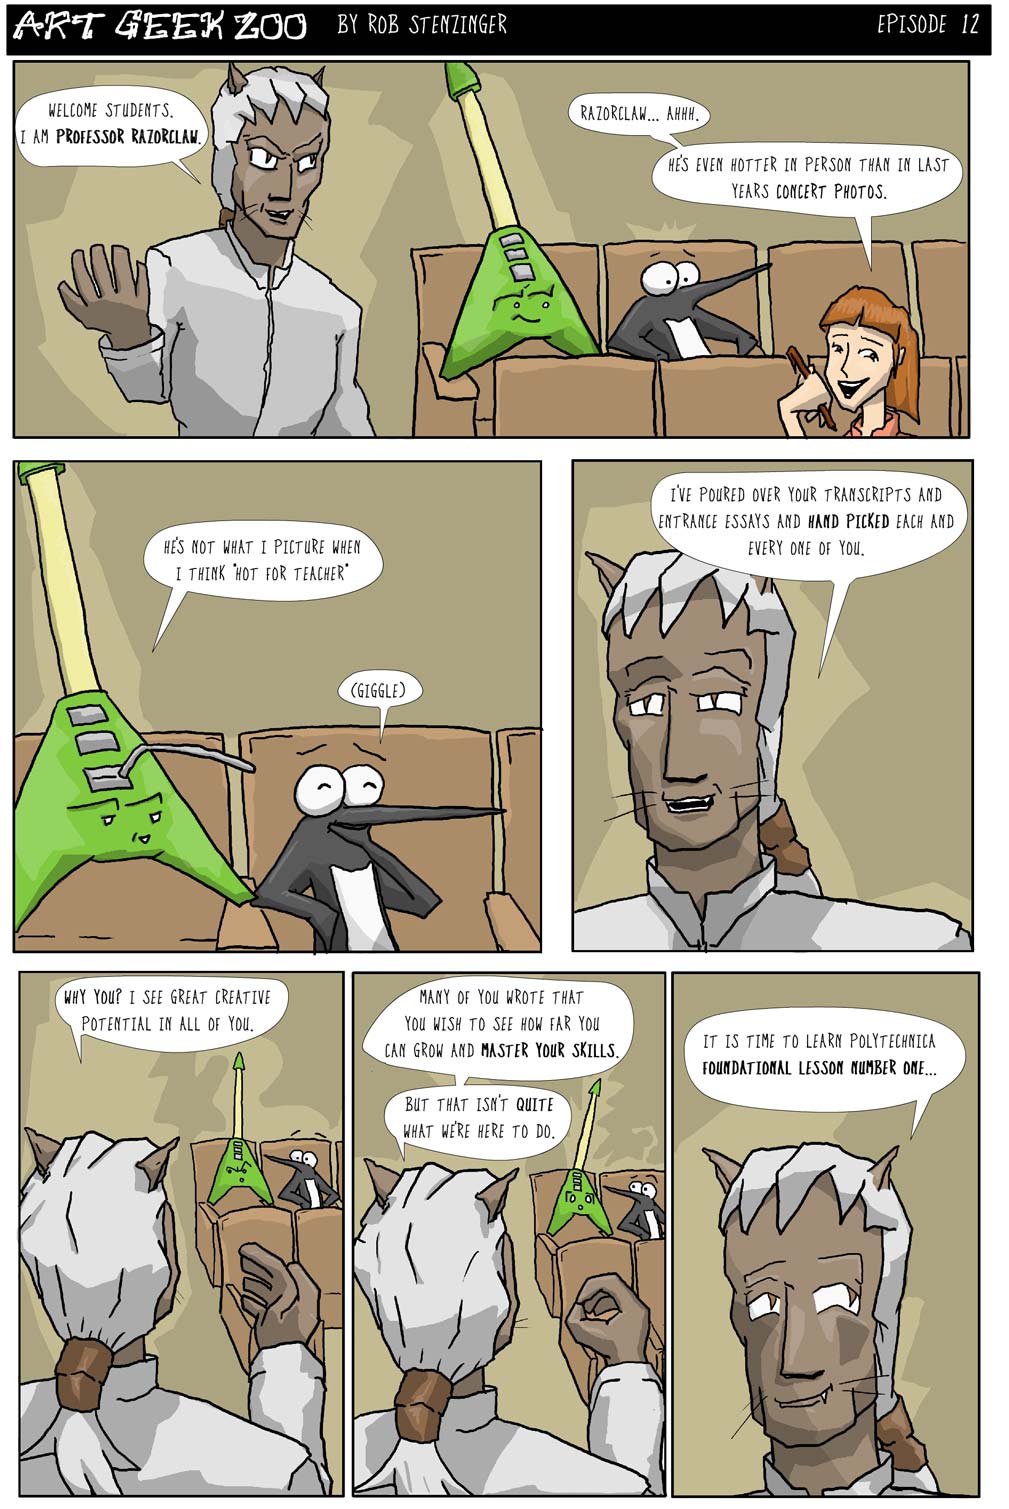 ART GEEK ZOO BY ROB STENZINGER EPISODE 12
WELCOME STUDENTS.
I AM PROFESSOR RAZORCLAW.
RAZORCLAW... AHHH.
HE'S EVEN HOTTER IN PERSON THAN IN LAST
YEARS CONCERT PHOTOS.
HE'S NOT WHAT I PICTURE WHEN
I THINK "HOT FOR TEACHER"
(GIGGLE)
I'VE POURED OVER YOUR TRANSCRIPTS AND
ENTRANCE ESSAYS AND HAND PICKED EACH AND
EVERY ONE OF YOU.
WHY YOU? I SEE GREAT CREATIVE
POTENTIAL IN ALL OF YOU.
MANY OF YOU WROTE THAT
YOU WISH TO SEE HOW FAR YOU
CAN GROW AND MASTER YOUR SKILLS.
BUT THAT ISN'T QUITE
WHAT WE'RE HERE TO DO.
IT IS TIME TO LEARN POLYTECHNICA
FOUNDATIONAL LESSON NUMBER ONE...